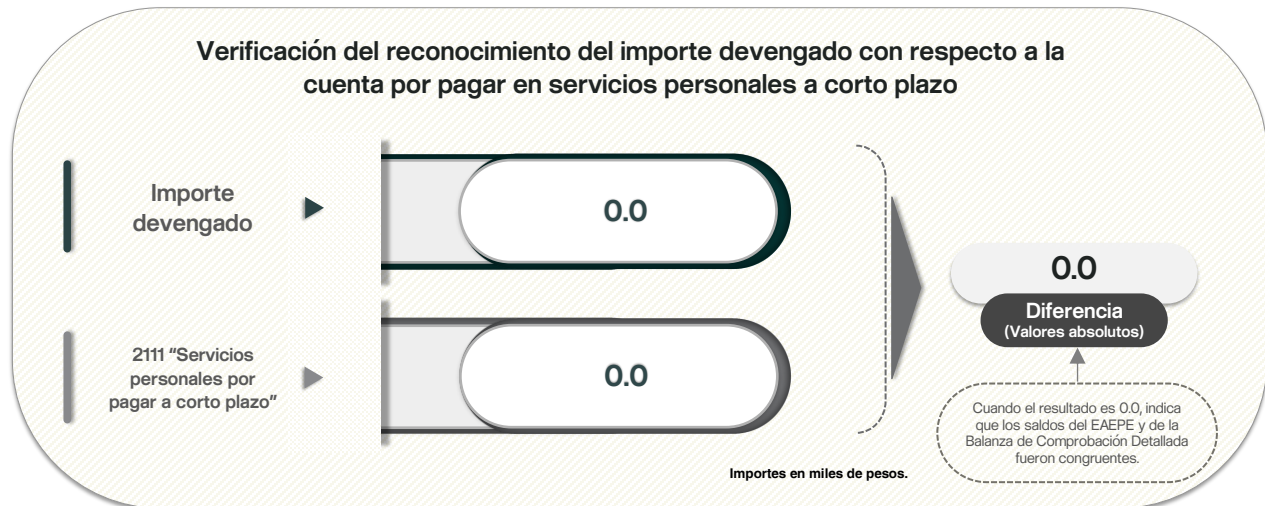 Verificación del reconocimiento del importe devengado con respecto a la
cuenta por pagar en servicios personales a corto plazo
Importe
devengado
0.0
2111 “Servicios
personales por
pagar a corto plazo”
0.0
0.0
Diferencia
(Valores absolutos)
Cuando el resultado es 0.0, indica
que los saldos del EAEPE y de la
Balanza de Comprobación Detallada
fueron congruentes.
Importes en miles de pesos.